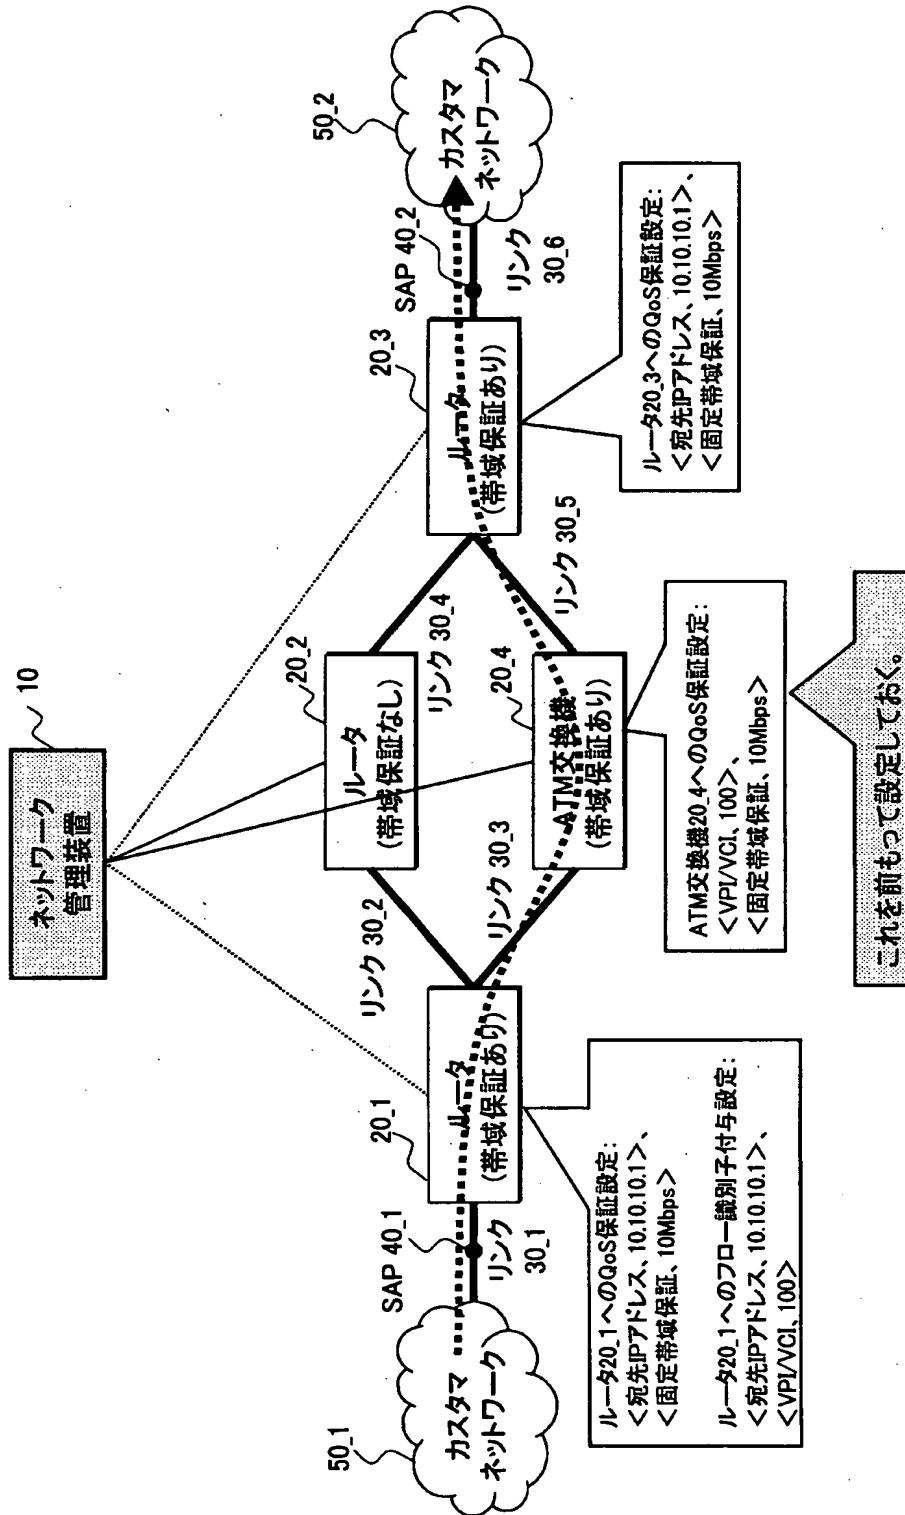 ネットワーク
管理装置
10
50_1
カスタマ
ネットワーク
SAP 40_1
リンク
30_1
20_1
ルータ
(帯域保証あり)
リンク 30_2
リンク 30_3
20_2
ルータ
(帯域保証なし)
20_4
ATM交換機
(帯域保証あり)
リンク 30_4
リンク 30_5
20_3
ルータ
(帯域保証あり)
SAP 40_2
リンク
30_6
50_2
カスタマ
ネットワーク
ルータ20_1へのQoS保証設定:
<宛先IPアドレス、10.10.10.1>、
<固定帯域保証、10Mbps>
ルータ20_1へのフロー識別子付与設定:
<宛先IPアドレス、10.10.10.1>、
<VPI/VCI、100>
ATM交換機20_4へのQoS保証設定:
<VPI/VCI、100>、
<固定帯域保証、10Mbps>
これを前もって設定しておく。
ルータ20_3へのQoS保証設定:
<宛先IPアドレス、10.10.10.1>、
<固定帯域保証、10Mbps>